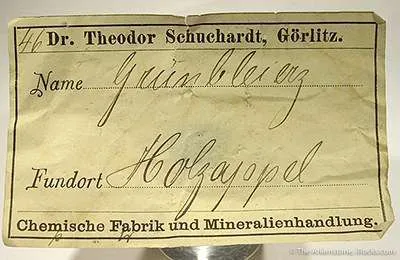 46 Dr. Theodor Schuchardt, Görlitz.
Name Grünbleierz
Fundort Holzappel
Chemische Fabrik und Mineralienhandlung.